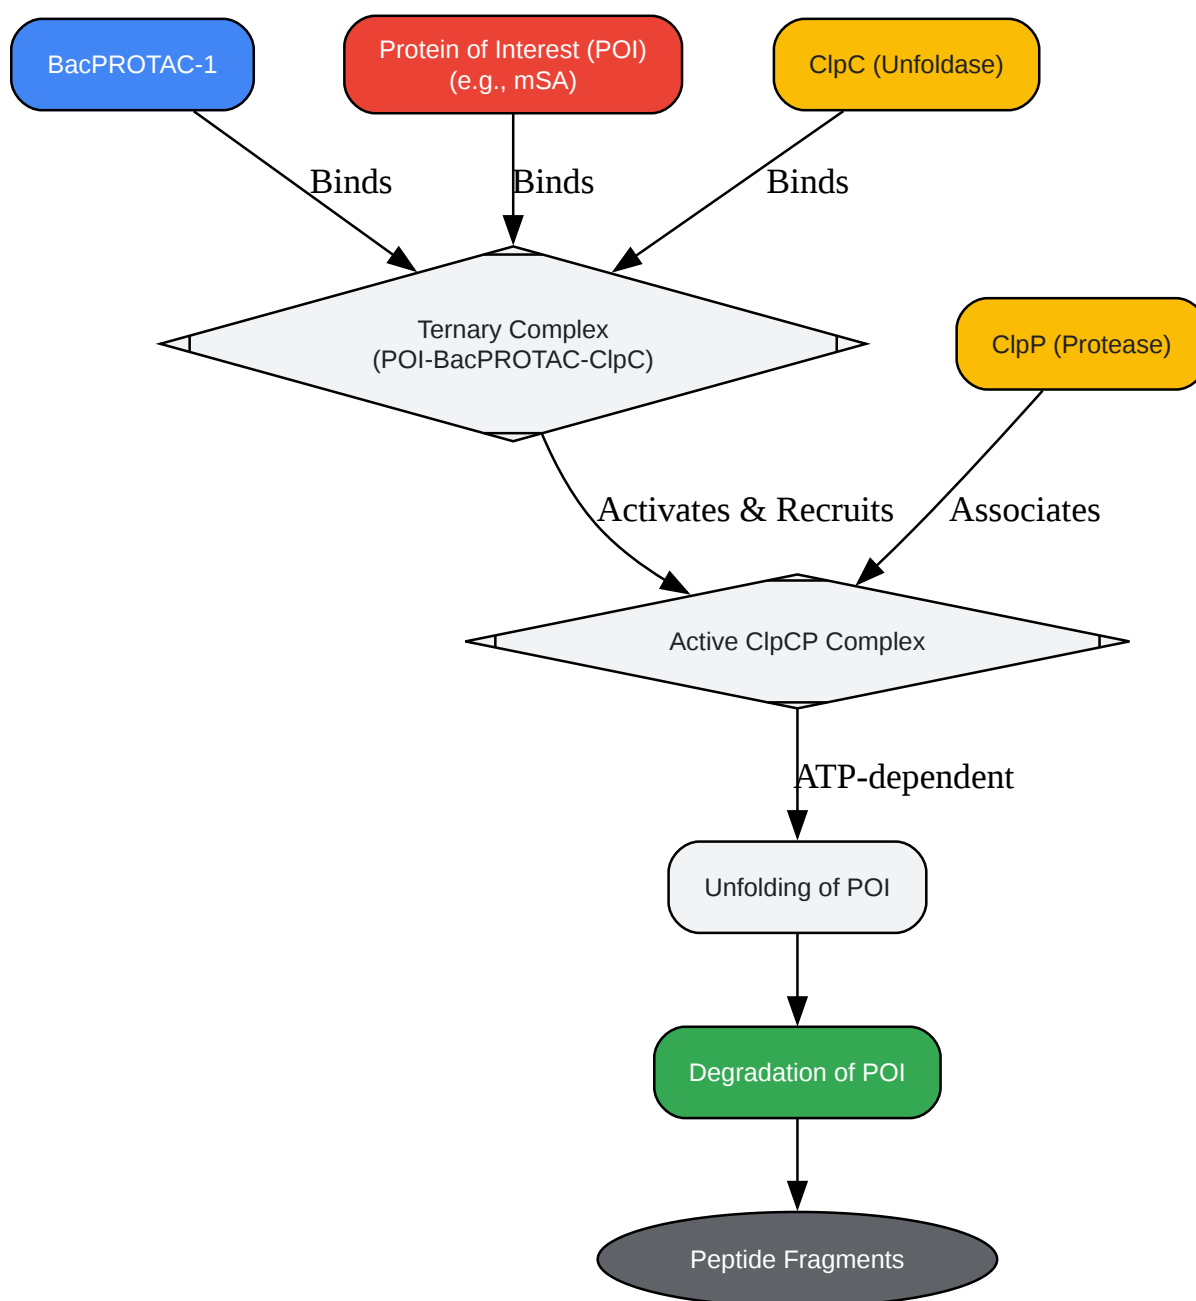 BacPROTAC-1
Protein of Interest (POI)
(e.g., mSA)
ClpC (Unfoldase)
Binds
Binds
Binds
Ternary Complex
(POI-BacPROTAC-ClpC)
ClpP (Protease)
Activates & Recruits
Associates
Active ClpCP Complex
ATP-dependent
Unfolding of POI
Degradation of POI
Peptide Fragments